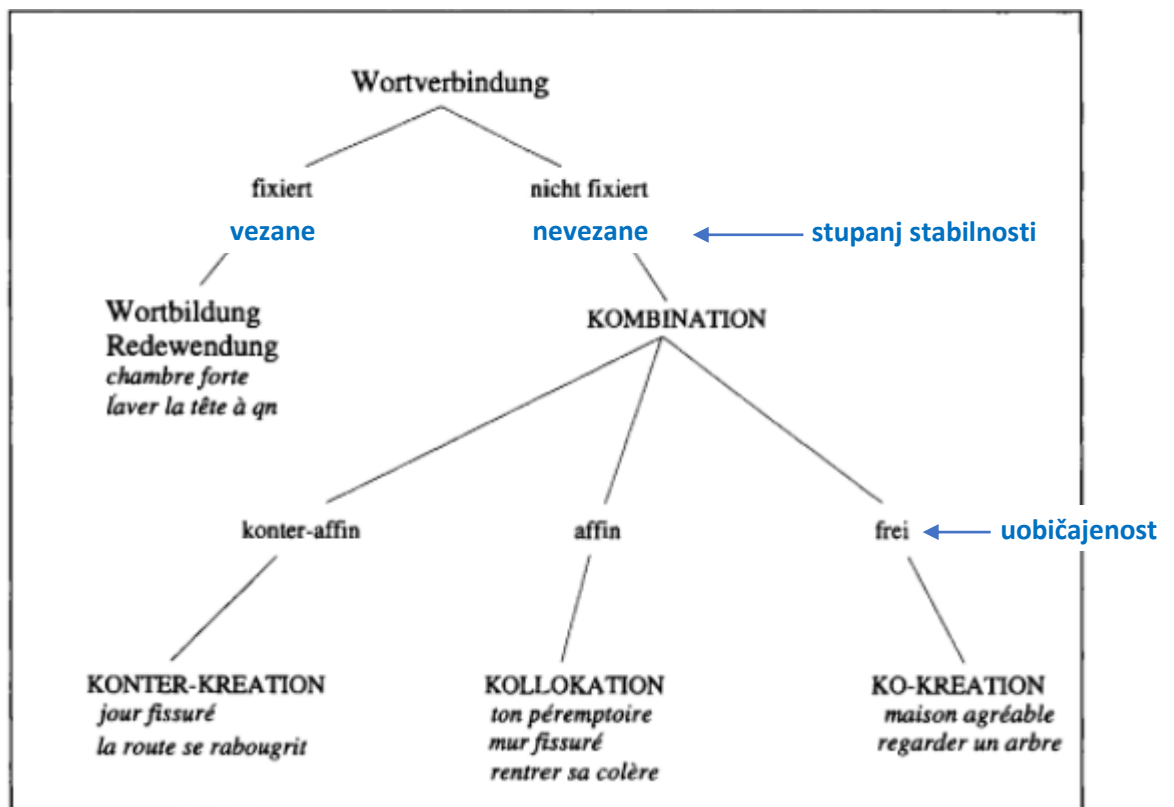 Wortverbindung
fixiert nicht fixiert
vezane nevezane stupanj stabilnosti
Wortbildung
Redewendung
chambre forte
laver la tête à qn
KOMBINATION
konter-affin affin frei uobičajenost
KONTER-KREATION
jour fissuré
la route se rabougrit
KOLLOKATION
ton péremptoire
mur fissuré
rentrer sa colère
KO-KREATION
maison agréable
regarder un arbre